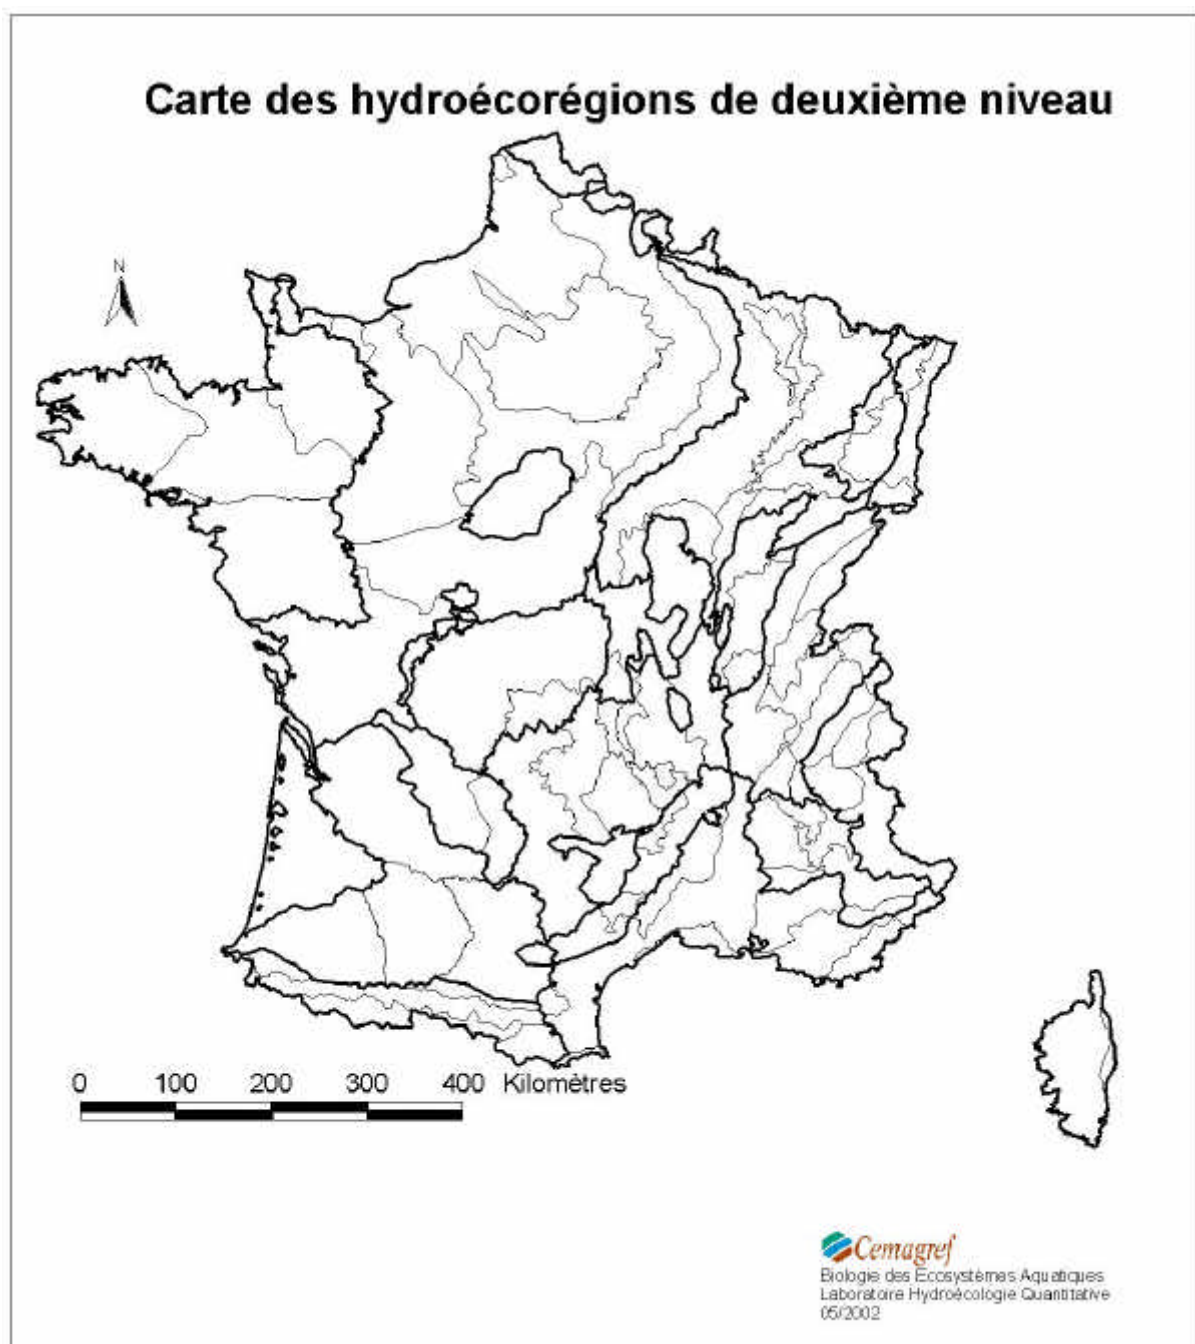 Carte des hydroécorégions de deuxième niveau
N
0 100 200 300 400 Kilomètres
Cemagref
Biologie des Ecosystèmes Aquatiques
Laboratoire Hydroécologie Quantitative
05/2002